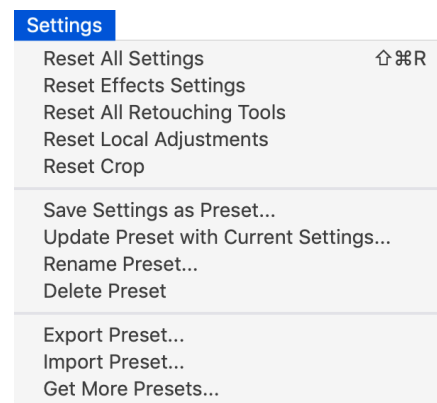 Settings
Reset All Settings ⇧⌘R
Reset Effects Settings
Reset All Retouching Tools
Reset Local Adjustments
Reset Crop
Save Settings as Preset...
Update Preset with Current Settings...
Rename Preset...
Delete Preset
Export Preset...
Import Preset...
Get More Presets...